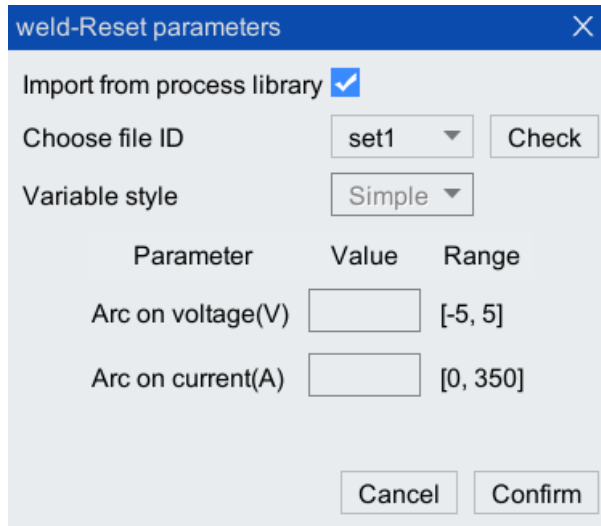 weld-Reset parameters
Import from process library
Choose file ID set1 Check
Variable style Simple
Parameter Value Range
Arc on voltage(V) [-5, 5]
Arc on current(A) [0, 350]
Cancel Confirm